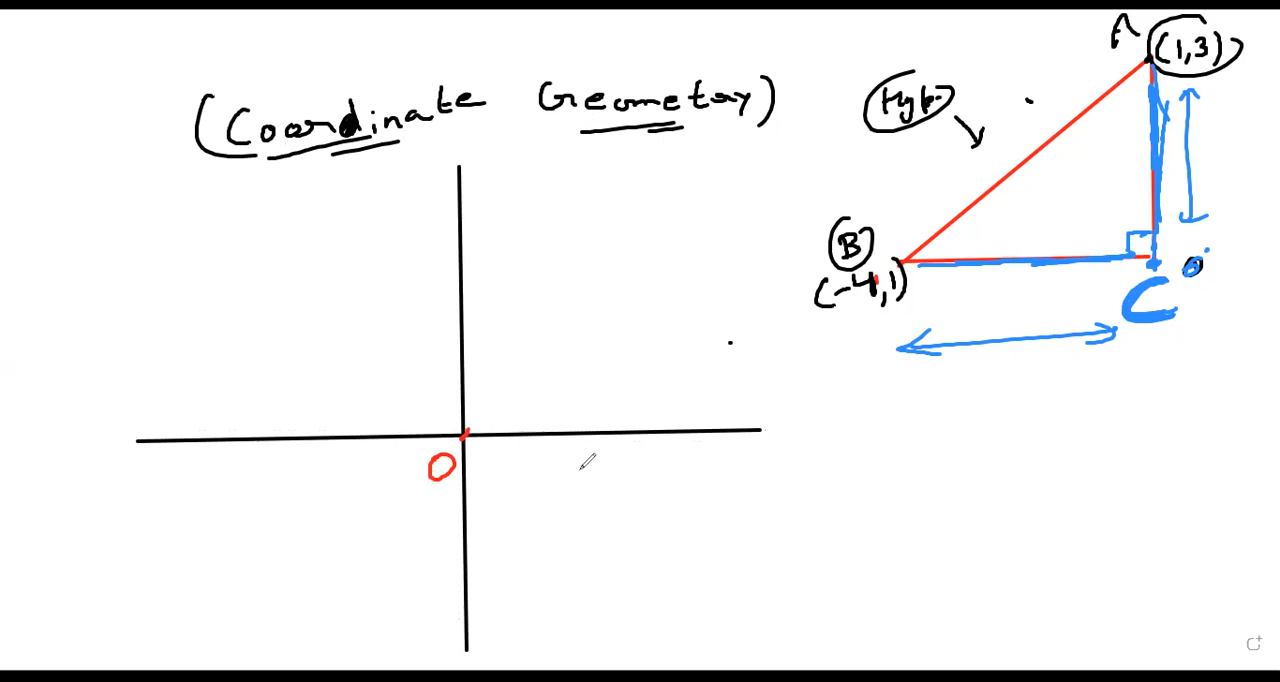 (Coordinate Geometry)
A (1,3)
Hyp.
B
(-4,1)
C
O